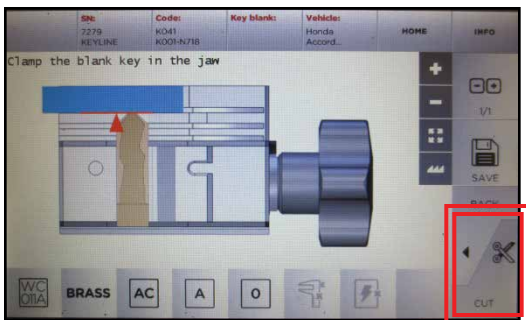 SN:
7279
KEYLINE
Code:
KD41
K001-N718
Key blank:
Vehicle:
Honda
Accord...
HOME
INFO
Clamp the blank key in the jaw
1/1
SAVE
BACK
WC
011A
BRASS
AC
A
0
CUT